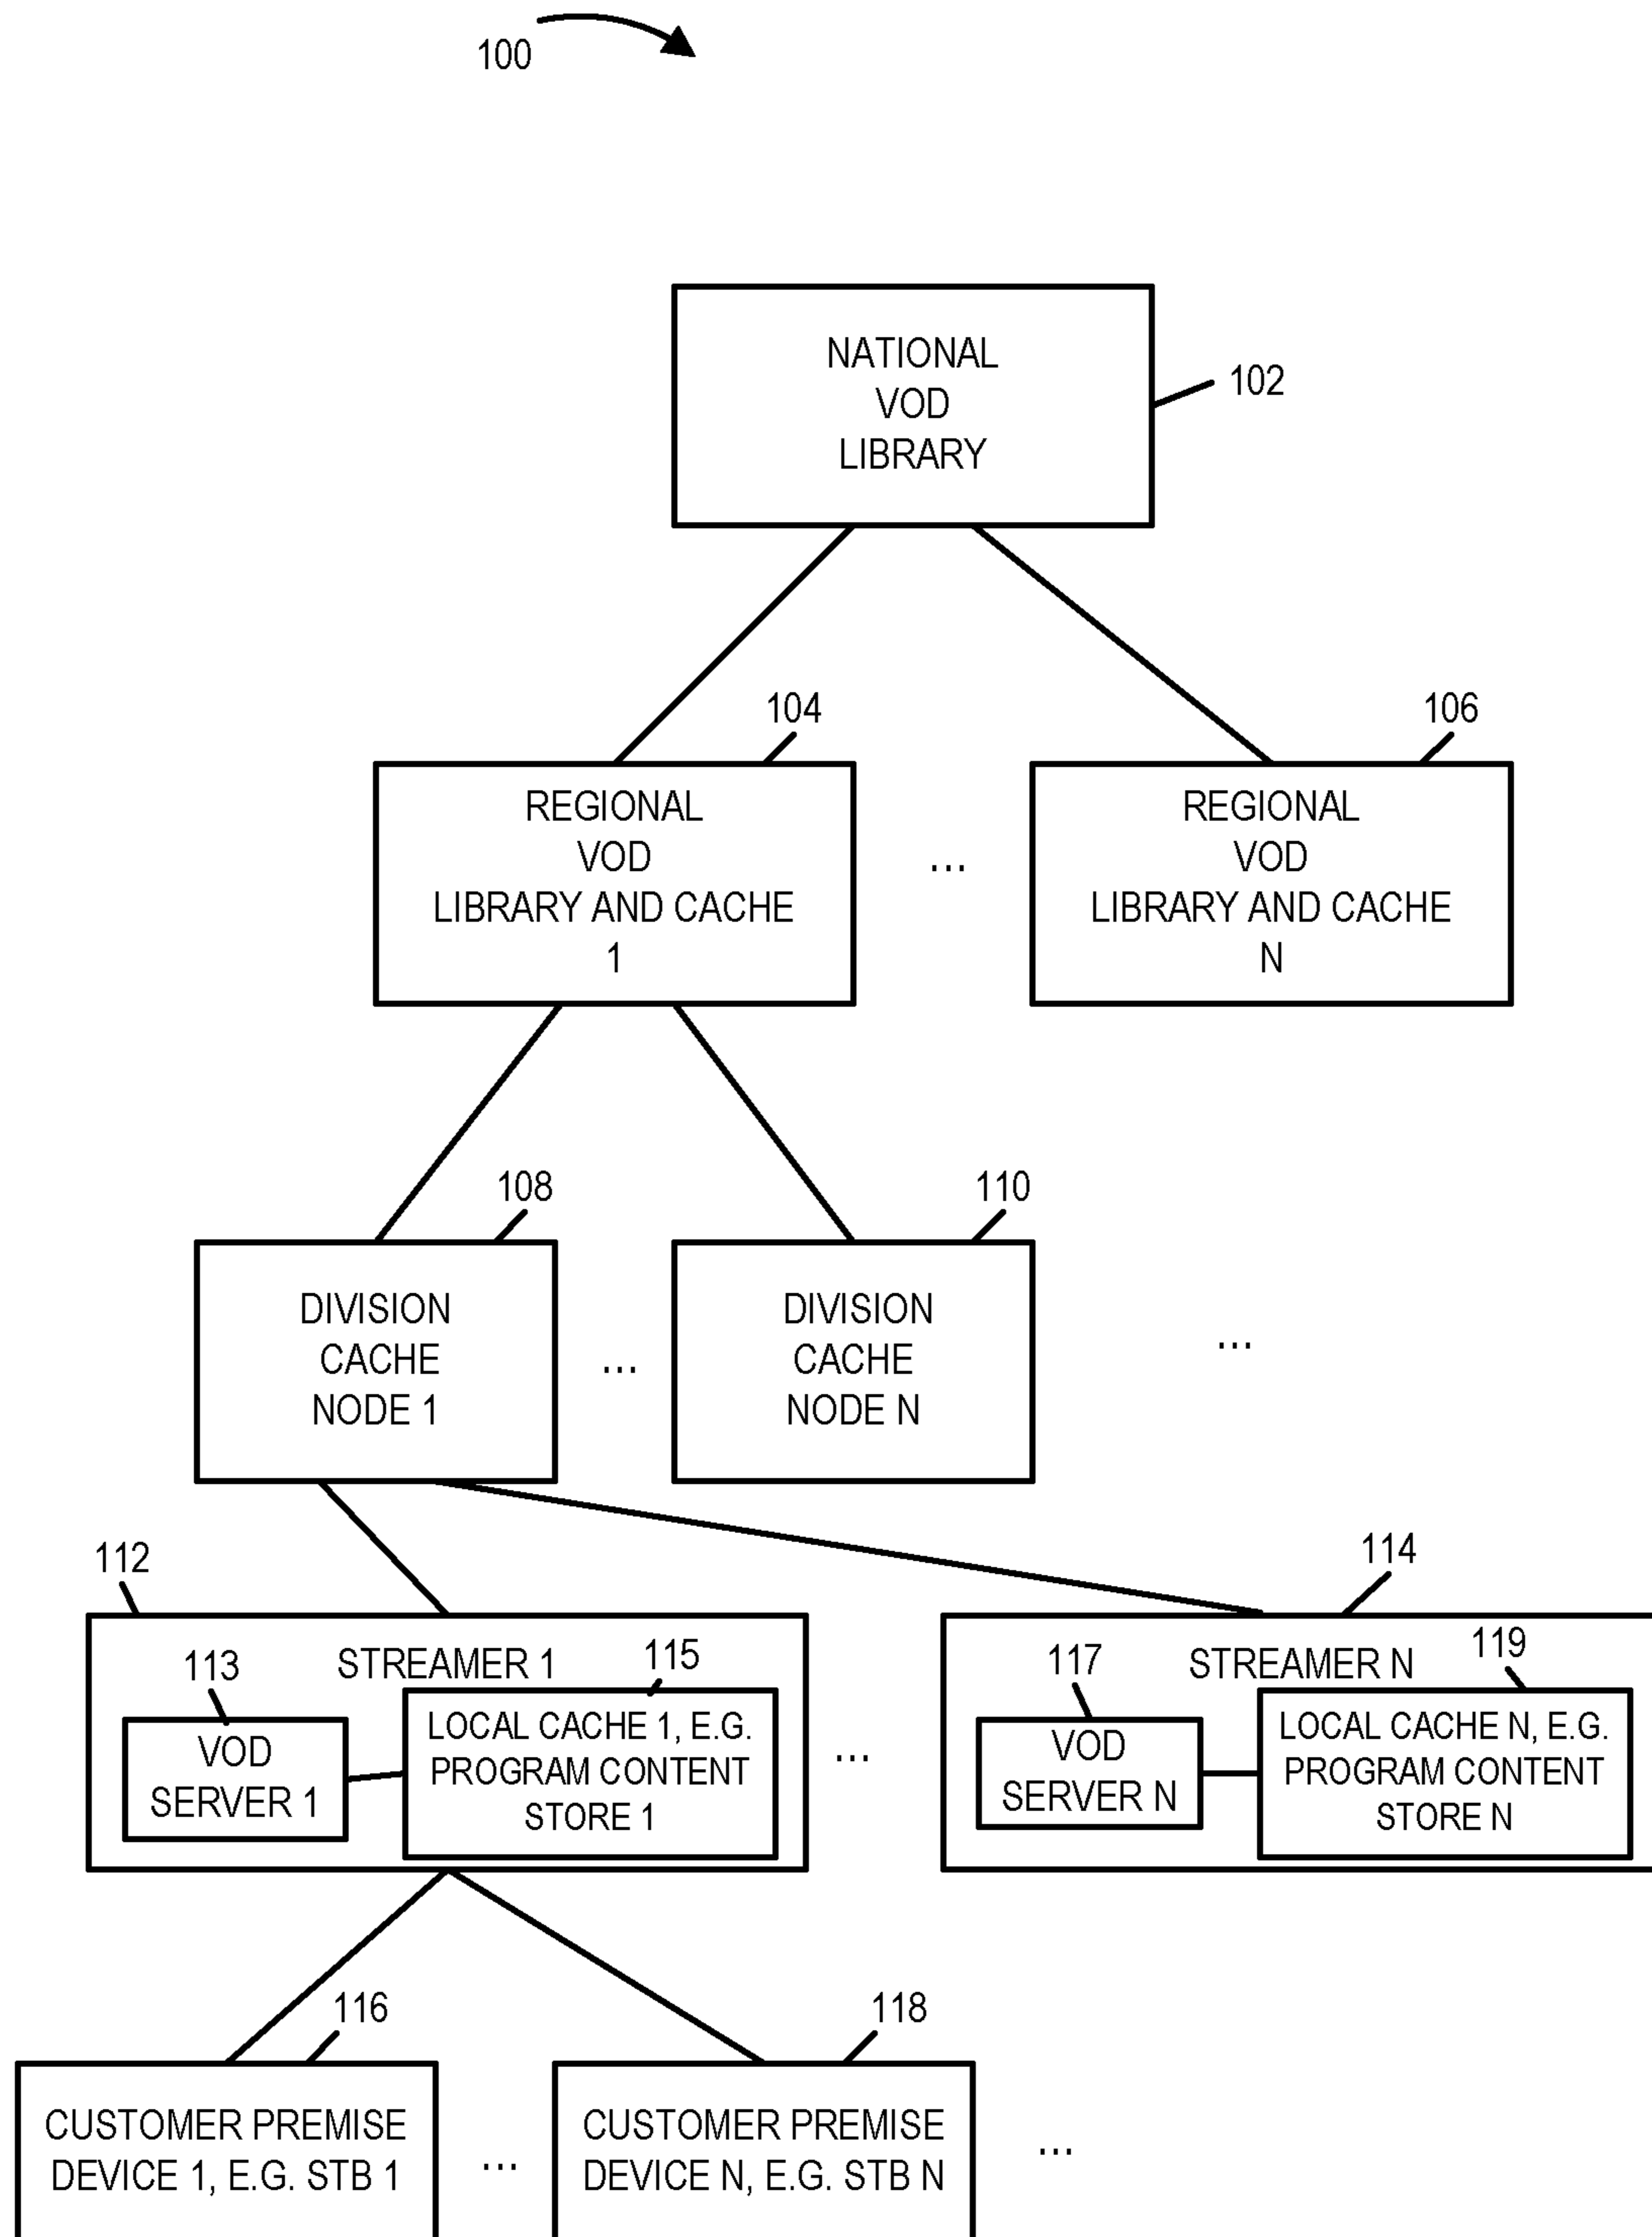 100
NATIONAL
VOD
LIBRARY
102
104
106
REGIONAL
VOD
LIBRARY AND CACHE
1
...
REGIONAL
VOD
LIBRARY AND CACHE
N
108
110
DIVISION
CACHE
NODE 1
...
DIVISION
CACHE
NODE N
...
112
114
STREAMER 1
113
115
VOD
SERVER 1
LOCAL CACHE 1, E.G.
PROGRAM CONTENT
STORE 1
...
STREAMER N
117
119
VOD
SERVER N
LOCAL CACHE N, E.G.
PROGRAM CONTENT
STORE N
116
118
CUSTOMER PREMISE
DEVICE 1, E.G. STB 1
...
CUSTOMER PREMISE
DEVICE N, E.G. STB N
...